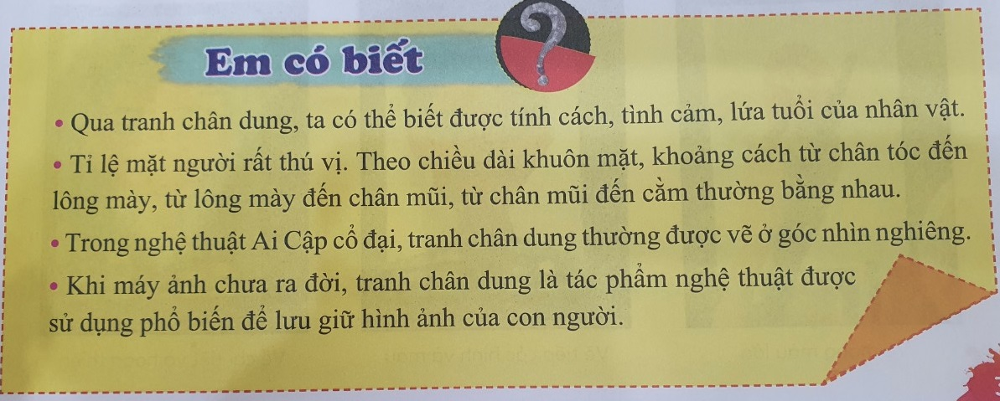 Em có biết
?
• Qua tranh chân dung, ta có thể biết được tính cách, tình cảm, lứa tuổi của nhân vật.
• Tỉ lệ mặt người rất thú vị. Theo chiều dài khuôn mặt, khoảng cách từ chân tóc đến
lông mày, từ lông mày đến chân mũi, từ chân mũi đến cằm thường bằng nhau.
• Trong nghệ thuật Ai Cập cổ đại, tranh chân dung thường được vẽ ở góc nhìn nghiêng.
• Khi máy ảnh chưa ra đời, tranh chân dung là tác phẩm nghệ thuật được
sử dụng phổ biến để lưu giữ hình ảnh của con người.